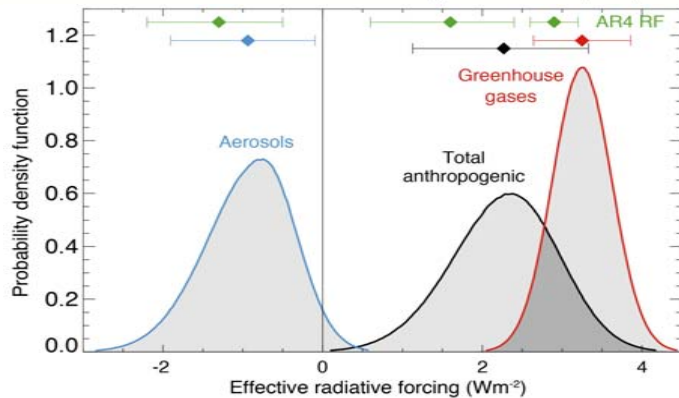 AR4 RF
1.2
Greenhouse
gases
1.0
0.8
Aerosols
Total
anthropogenic
0.6
0.4
0.2
0.0
Probability density function
-2
0
2
4
Effective radiative forcing (Wm-2)